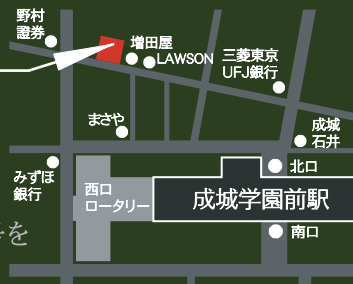 野村
證券
増田屋
LAWSON
三菱東京
UFJ銀行
まさや
成城
石井
みずほ
銀行
西口
ロータリー
北口
成城学園前駅
南口
を